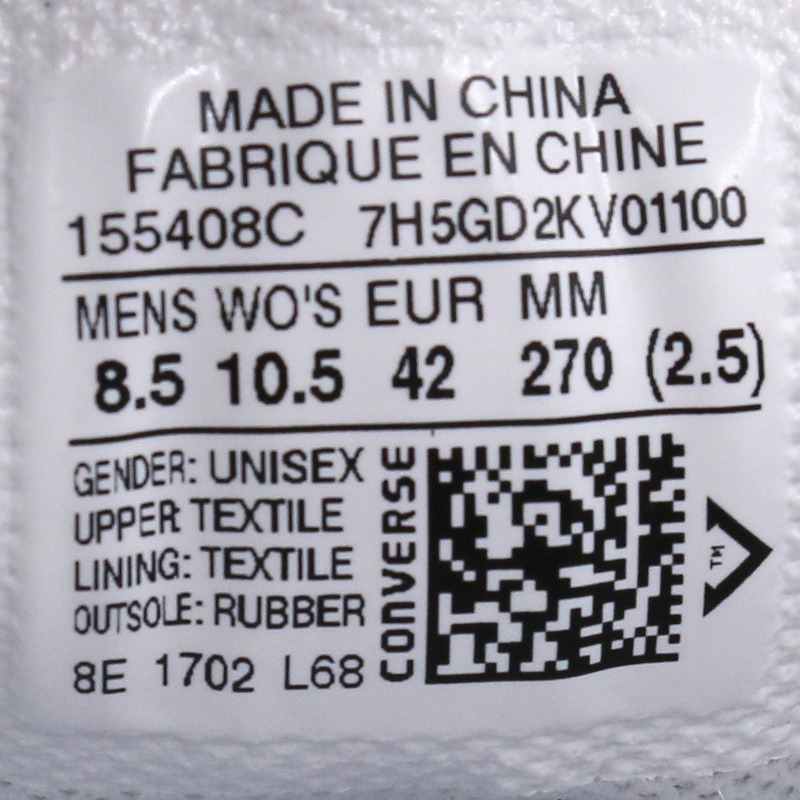 MADE IN CHINA
FABRIQUE EN CHINE
155408C 7H5GD2KV01100
MENS WO'S EUR MM
8.5 10.5 42 270 (2.5)
GENDER: UNISEX
UPPER: TEXTILE
LINING: TEXTILE
OUTSOLE: RUBBER
8E 1702 L68
CONVERSE
TM